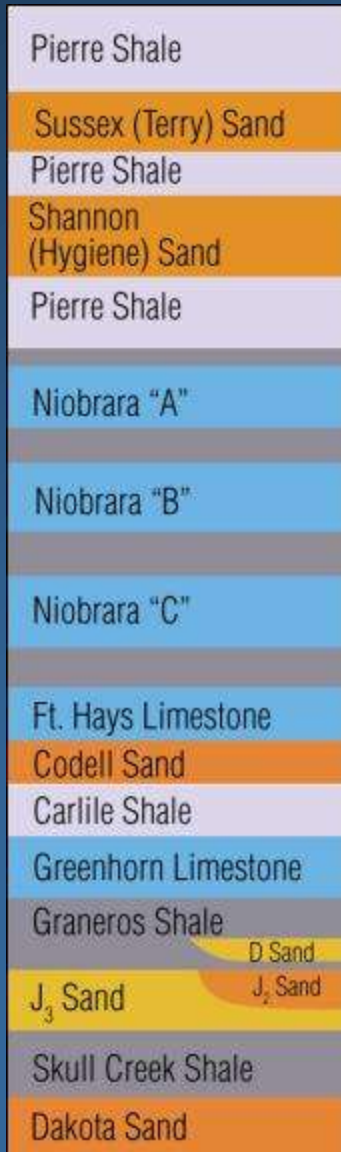 Pierre Shale
Sussex (Terry) Sand
Pierre Shale
Shannon
(Hygiene) Sand
Pierre Shale
Niobrara “A”
Niobrara “B”
Niobrara “C”
Ft. Hays Limestone
Codell Sand
Carlile Shale
Greenhorn Limestone
Graneros Shale
D Sand
J₃ Sand
J₂ Sand
Skull Creek Shale
Dakota Sand